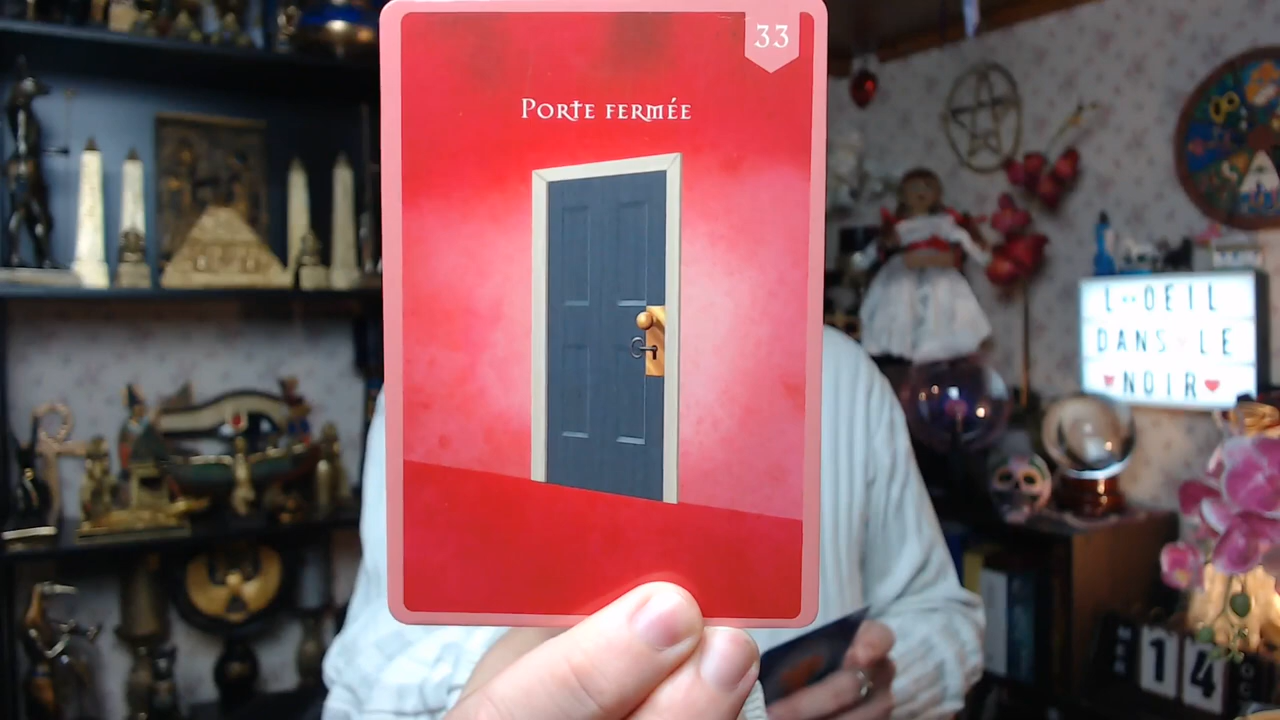 33
Porte fermée
L'OEIL
DANS LE
♥NOIR♥
14